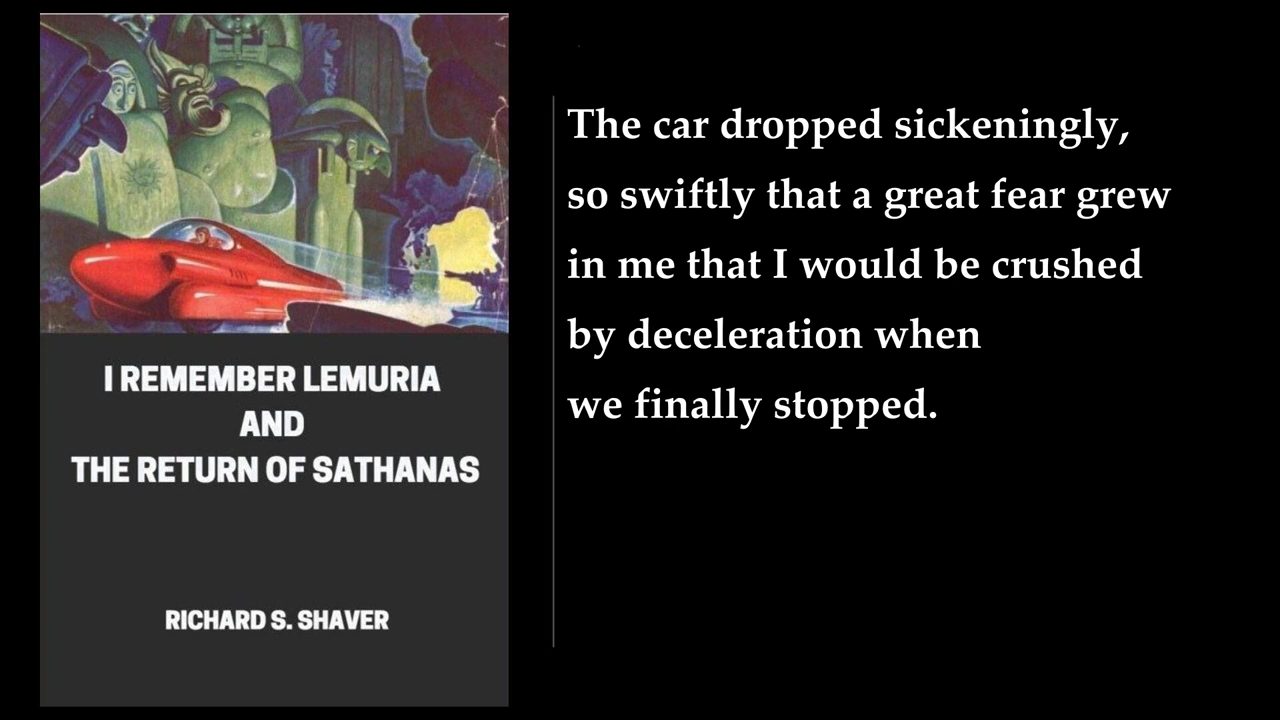 I REMEMBER LEMURIA
AND
THE RETURN OF SATHANAS
RICHARD S. SHAVER
The car dropped sickeningly,
so swiftly that a great fear grew
in me that I would be crushed
by deceleration when
we finally stopped.